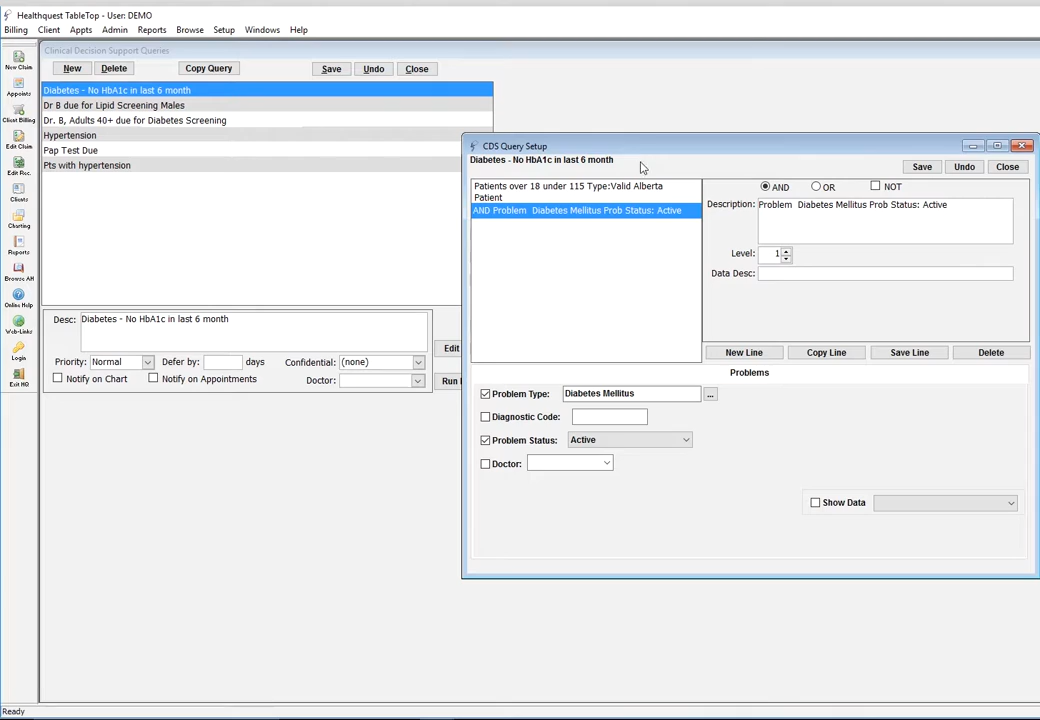 Healthquest TableTop - User: DEMO
Billing Client Appts Admin Reports Browse Setup Windows Help
New Claim
Appoints
Client Billing
Edit Claim
Edit Rec.
Clients
Charting
Reports
Browse AH
Online Help
Web-Links
Login
Exit HQ
Clinical Decision Support Queries
New Delete Copy Query Save Undo Close
Diabetes - No HbA1c in last 6 month
Dr B due for Lipid Screening Males
Dr. B, Adults 40+ due for Diabetes Screening
Hypertension
Pap Test Due
Pts with hypertension
Desc: Diabetes - No HbA1c in last 6 month
Edit
Priority: Normal Defer by: days Confidential: (none)
Notify on Chart Notify on Appointments Doctor: Run
CDS Query Setup
Diabetes - No HbA1c in last 6 month
Save Undo Close
Patients over 18 under 115 Type:Valid Alberta
Patient
AND Problem Diabetes Mellitus Prob Status: Active
AND OR NOT
Description: Problem Diabetes Mellitus Prob Status: Active
Level: 1
Data Desc:
New Line Copy Line Save Line Delete
Problems
Problem Type: Diabetes Mellitus ...
Diagnostic Code:
Problem Status: Active
Doctor:
Show Data
Ready